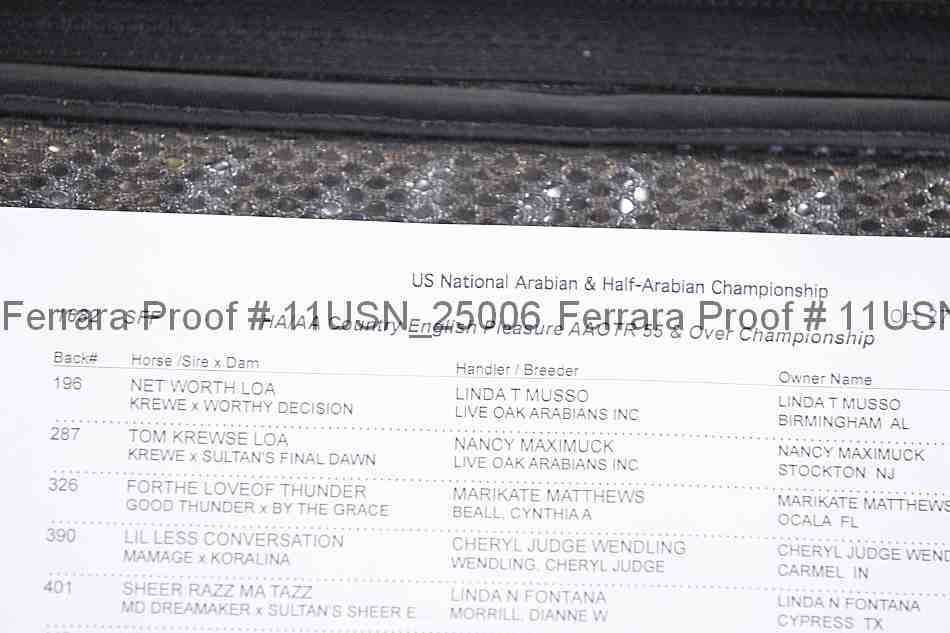 US National Arabian & Half-Arabian Championship
Ferrara Proof # 11USN_25006 Ferrara Proof # 11USN
HA/AA Country English Pleasure AAOTR 55 & Over Championship
Back# Horse /Sire x Dam Handler / Breeder Owner Name
196 NET WORTH LOA LINDA T MUSSO LINDA T MUSSO
KREWE x WORTHY DECISION LIVE OAK ARABIANS INC BIRMINGHAM AL
287 TOM KREWSE LOA NANCY MAXIMUCK NANCY MAXIMUCK
KREWE x SULTAN'S FINAL DAWN LIVE OAK ARABIANS INC STOCKTON NJ
326 FORTHE LOVEOF THUNDER MARIKATE MATTHEWS MARIKATE MATTHEWS
GOOD THUNDER x BY THE GRACE BEALL, CYNTHIA A OCALA FL
390 LIL LESS CONVERSATION CHERYL JUDGE WENDLING CHERYL JUDGE WEND
MAMAGE x KORALINA WENDLING, CHERYL JUDGE CARMEL IN
401 SHEER RAZZ MA TAZZ LINDA N FONTANA LINDA N FONTANA
MD DREAMAKER x SULTAN'S SHEER E... MORRILL, DIANNE W CYPRESS TX